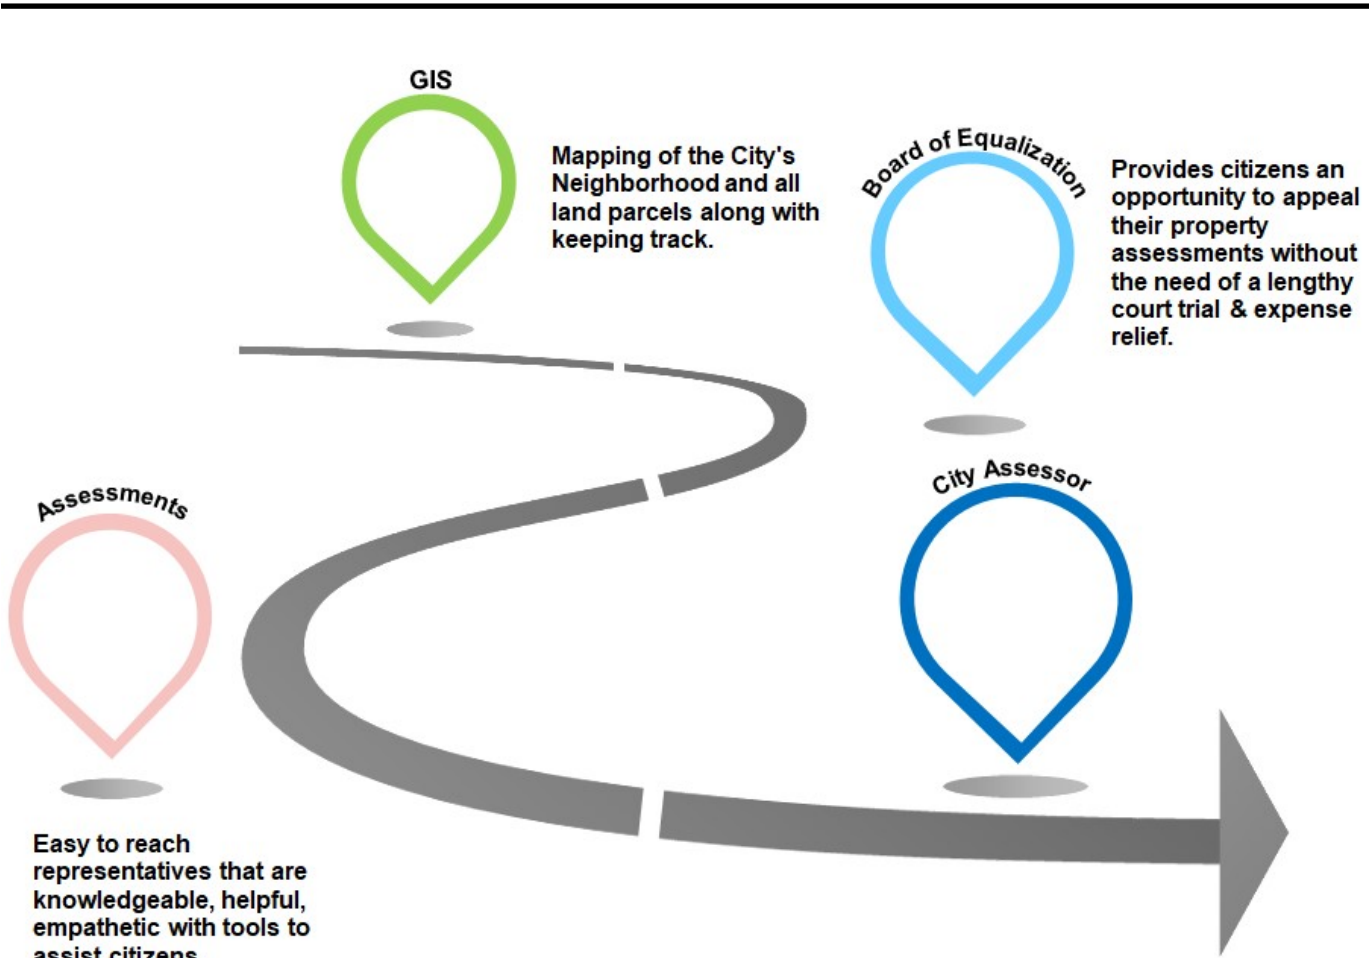 GIS
Mapping of the City's
Neighborhood and all
land parcels along with
keeping track.
Board of Equalization
Provides citizens an
opportunity to appeal
their property
assessments without
the need of a lengthy
court trial & expense
relief.
Assessments
City Assessor
Easy to reach
representatives that are
knowledgeable, helpful,
empathetic with tools to
assist citizens